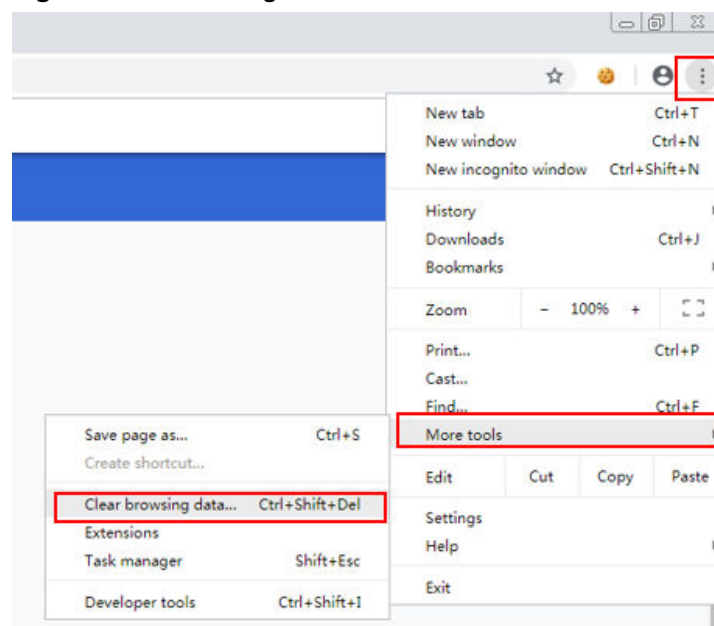 New tab Ctrl+T
New window Ctrl+N
New incognito window Ctrl+Shift+N
History
Downloads Ctrl+J
Bookmarks
Zoom - 100% +
Print... Ctrl+P
Cast...
Find... Ctrl+F
More tools
Edit Cut Copy Paste
Settings
Help
Exit
Save page as... Ctrl+S
Create shortcut...
Clear browsing data... Ctrl+Shift+Del
Extensions
Task manager Shift+Esc
Developer tools Ctrl+Shift+I